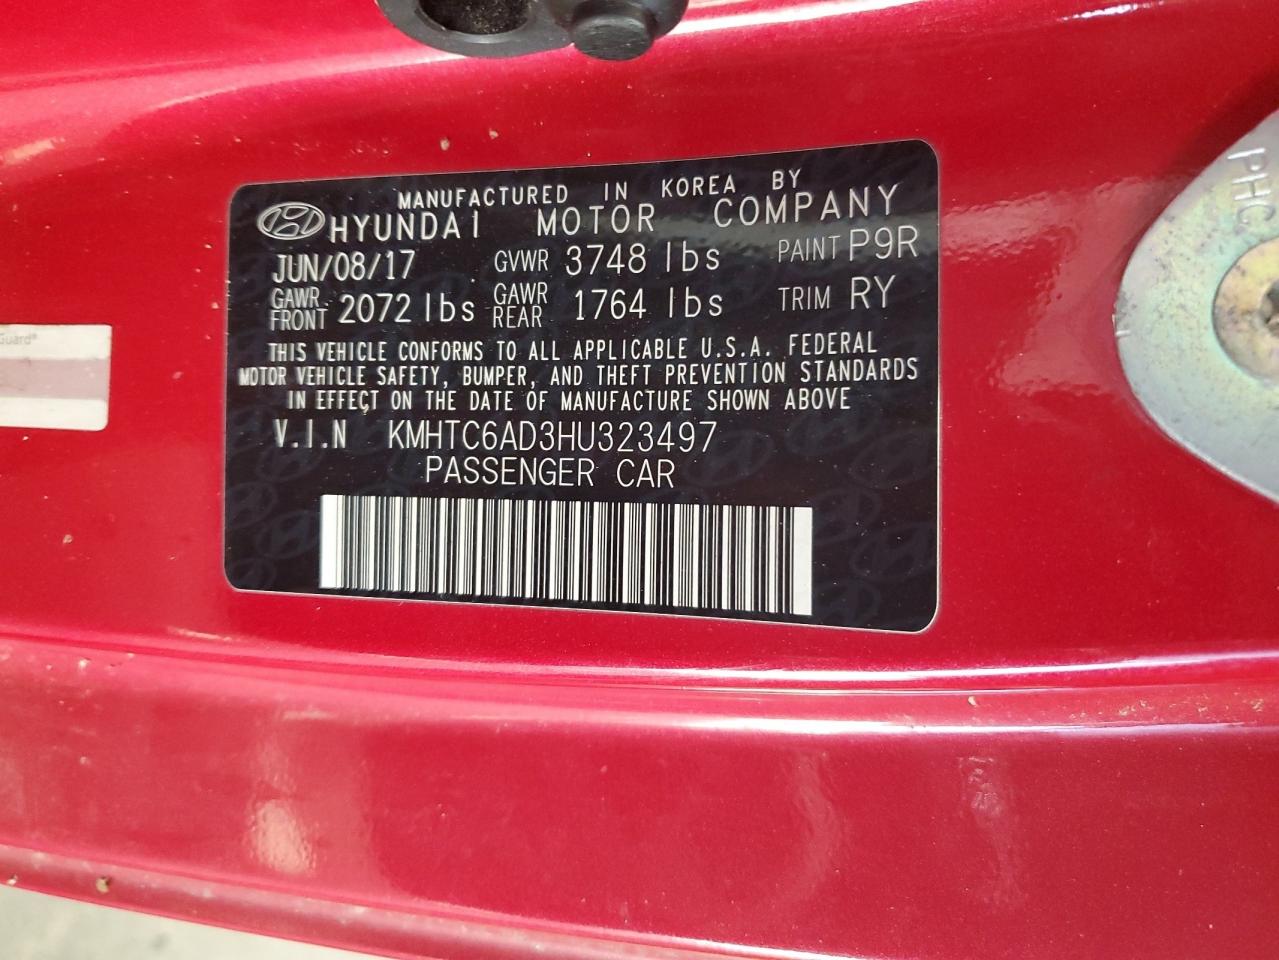 MANUFACTURED IN KOREA BY
HYUNDAI MOTOR COMPANY
JUN/08/17 GVWR 3748 lbs PAINT P9R
GAWR FRONT 2072 lbs GAWR REAR 1764 lbs TRIM RY
THIS VEHICLE CONFORMS TO ALL APPLICABLE U.S.A. FEDERAL
MOTOR VEHICLE SAFETY, BUMPER, AND THEFT PREVENTION STANDARDS
IN EFFECT ON THE DATE OF MANUFACTURE SHOWN ABOVE
V.I.N KMHTC6AD3HU323497
PASSENGER CAR
PHC